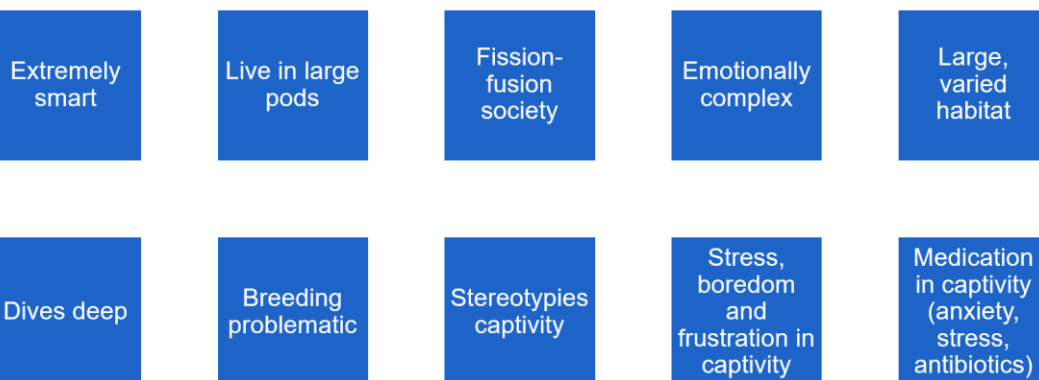 Extremely
smart
Live in large
pods
Fission-
fusion
society
Emotionally
complex
Large,
varied
habitat
Dives deep
Breeding
problematic
Stereotypies
captivity
Stress,
boredom
and
frustration in
captivity
Medication
in captivity
(anxiety,
stress,
antibiotics)